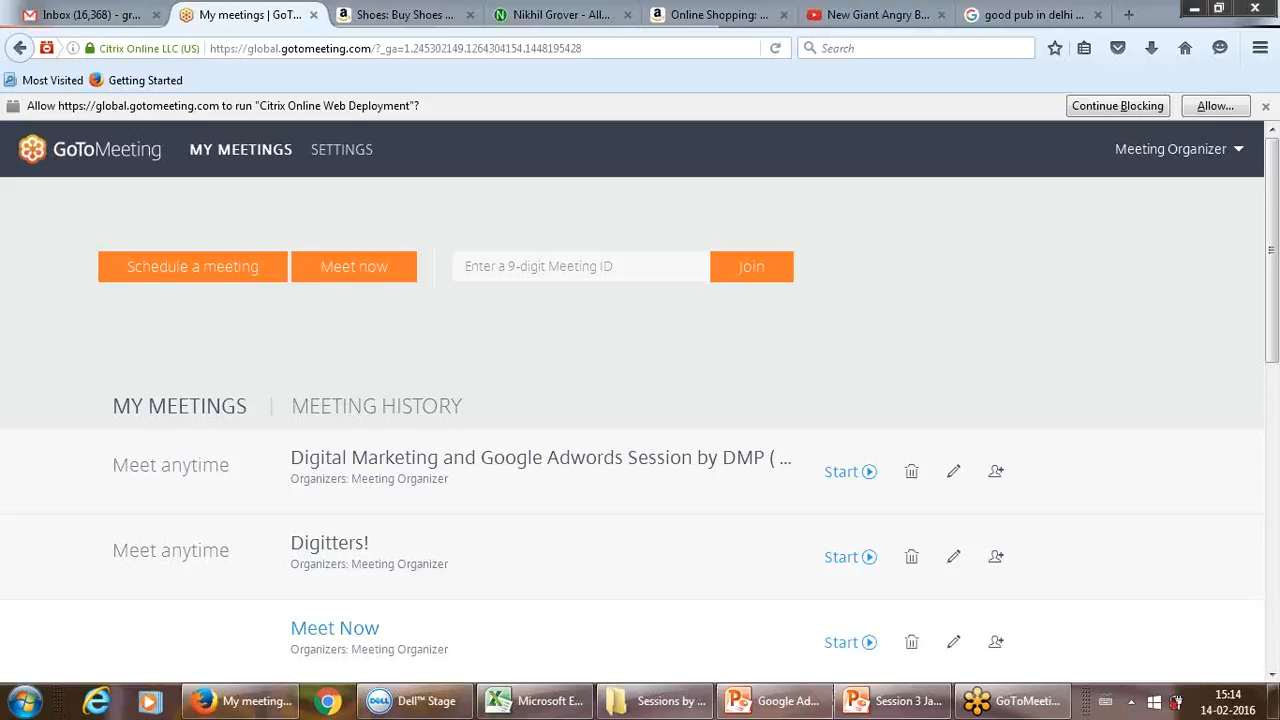 Inbox (16,368) - gr...
My meetings | GoT...
Shoes: Buy Shoes ...
Nikhil Grover - All...
Online Shopping: ...
New Giant Angry B...
good pub in delhi ...
Citrix Online LLC (US)
https://global.gotomeeting.com/?_ga=1.245302149.1264304154.1448195428
Search
Most Visited
Getting Started
Allow https://global.gotomeeting.com to run "Citrix Online Web Deployment"?
Continue Blocking
Allow...
GoToMeeting
MY MEETINGS
SETTINGS
Meeting Organizer
Schedule a meeting
Meet now
Enter a 9-digit Meeting ID
Join
MY MEETINGS
MEETING HISTORY
Meet anytime
Digital Marketing and Google Adwords Session by DMP ( ...
Organizers: Meeting Organizer
Start
Meet anytime
Digitters!
Organizers: Meeting Organizer
Start
Meet Now
Organizers: Meeting Organizer
Start
My meeting...
DELL
Dell™ Stage
Microsoft E...
Sessions by ...
Google Ad...
Session 3 Ja...
GoToMeeti...
15:14
14-02-2016